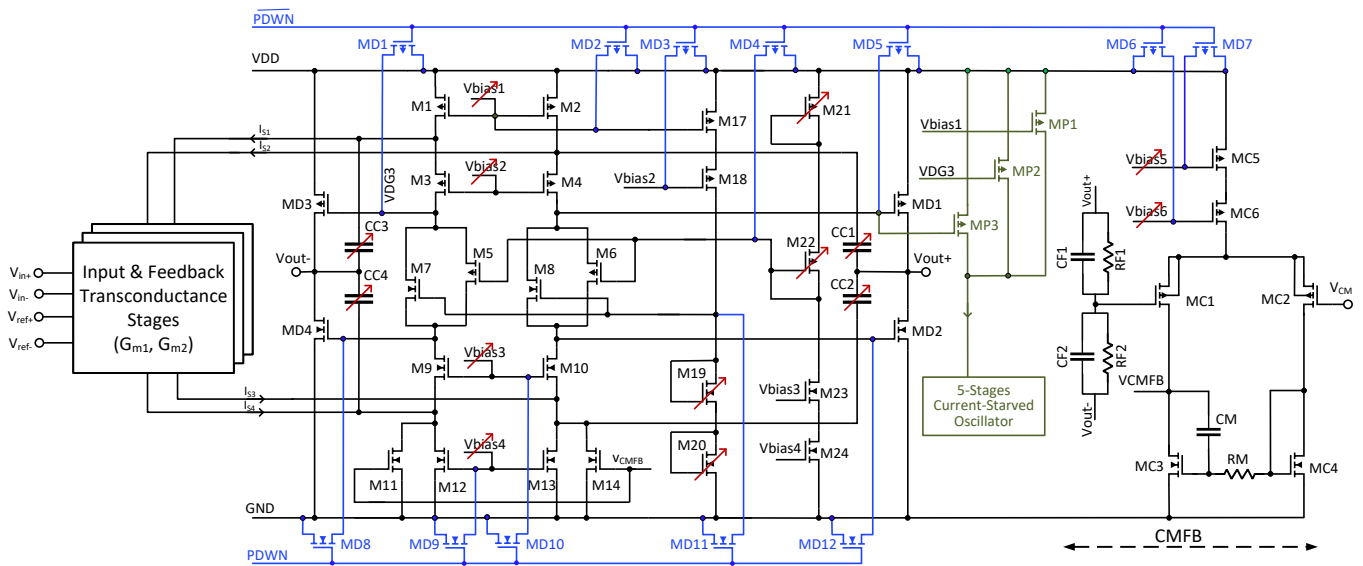 PDWN
MD1
MD2
MD3
MD4
MD5
MD6
MD7
VDD
Vbias1
M1
M2
M17
M21
Vbias1
MP1
IS1
IS2
Vbias2
M3
M4
Vbias2
M18
VDG3
VDG3
MP2
Vbias5
MC5
Vbias6
MC6
MD3
MD1
MP3
Vout+
CC3
M7
M5
M8
M6
M22
CC1
CF1
RF1
Vin+
Vin-
Vref+
Vref-
Input & Feedback
Transconductance
Stages
(Gm1, Gm2)
Vout-
Vout+
CC4
CC2
MC1
MC2
VCM
MD4
MD2
CF2
RF2
Vout-
M9
Vbias3
M10
M19
Vbias3
M23
5-Stages
Current-Starved
Oscillator
VCMFB
CM
IS3
IS4
Vbias4
VCMFB
M20
Vbias4
M24
M11
M12
M13
M14
MC3
RM
MC4
GND
MD8
MD9
MD10
MD11
MD12
CMFB
PDWN